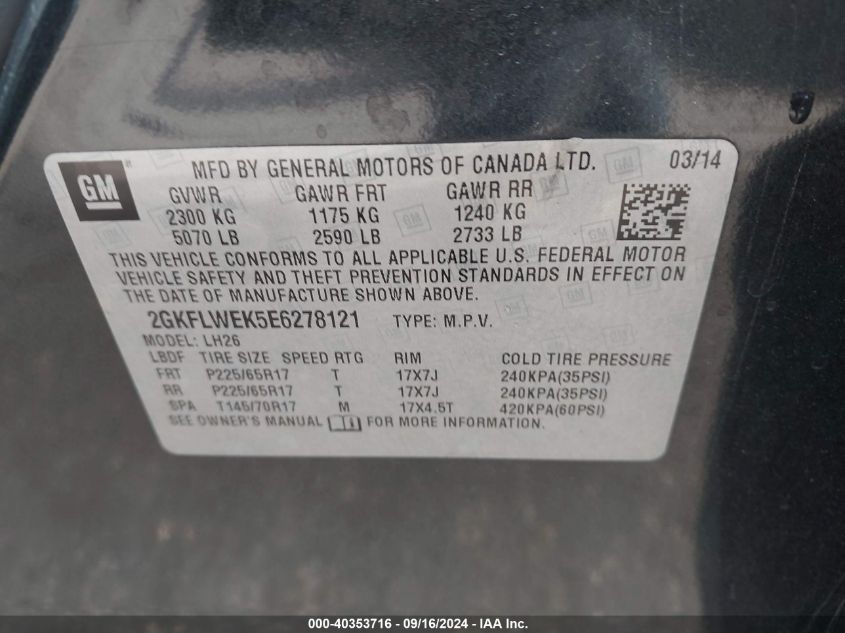 GM
MFD BY GENERAL MOTORS OF CANADA LTD. 03/14
GVWR GAWR FRT GAWR RR
2300 KG 1175 KG 1240 KG
5070 LB 2590 LB 2733 LB
THIS VEHICLE CONFORMS TO ALL APPLICABLE U.S. FEDERAL MOTOR
VEHICLE SAFETY AND THEFT PREVENTION STANDARDS IN EFFECT ON
THE DATE OF MANUFACTURE SHOWN ABOVE.
2GKFLWEK5E6278121 TYPE: M.P.V.
MODEL: LH26
LBDF TIRE SIZE SPEED RTG RIM COLD TIRE PRESSURE
FRT P225/65R17 T 17X7J 240KPA(35PSI)
RR P225/65R17 T 17X7J 240KPA(35PSI)
SPA T145/70R17 M 17X4.5T 420KPA(60PSI)
SEE OWNER'S MANUAL FOR MORE INFORMATION.
000-40353716 - 09/16/2024 - IAA Inc.